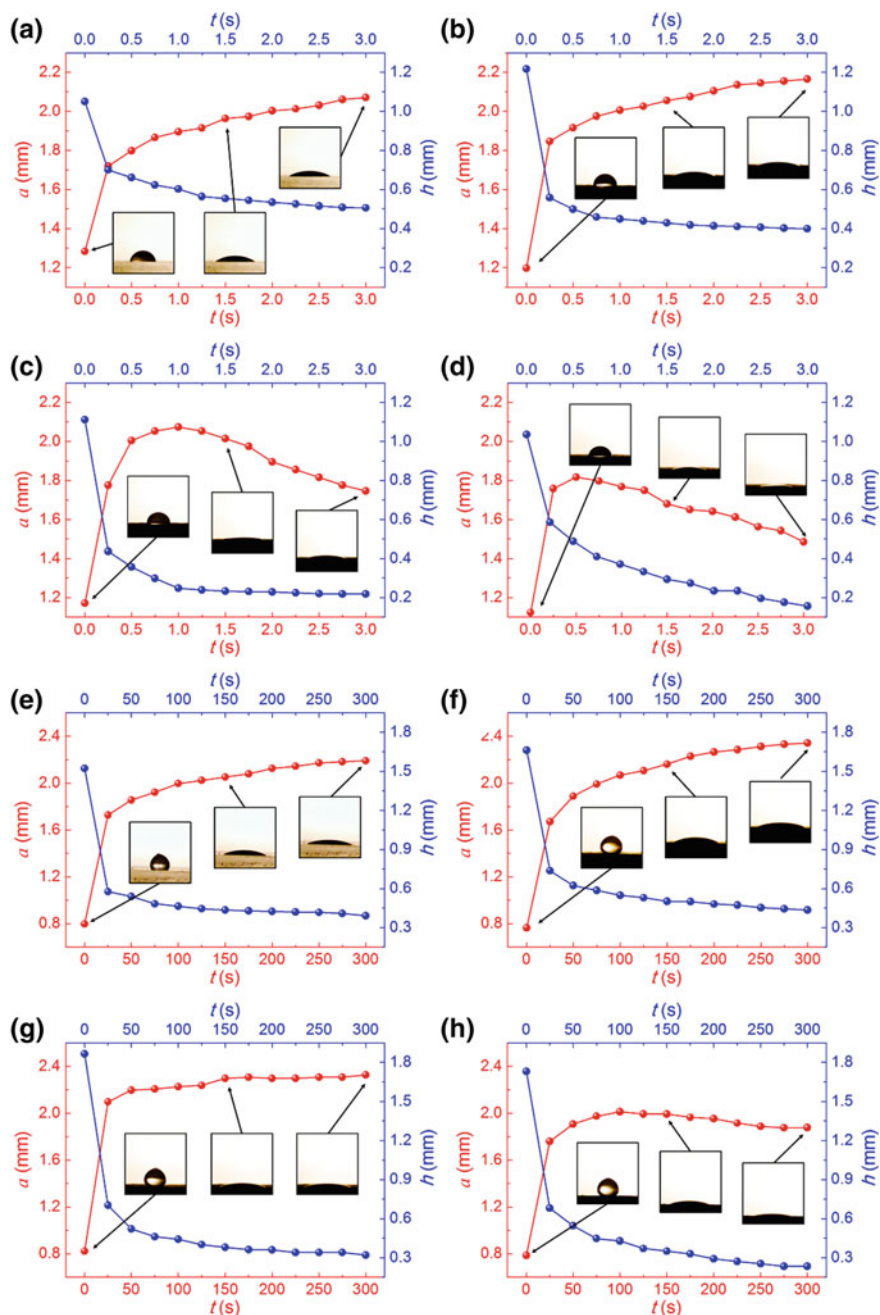 (a) t (s) (b) t (s)
0.0 0.5 1.0 1.5 2.0 2.5 3.0 0.0 0.5 1.0 1.5 2.0 2.5 3.0
2.2 1.2 2.2 1.2
2.0 1.0 2.0 1.0
a (mm) 1.8 0.8 h (mm) a (mm) 1.8 0.8 h (mm)
1.6 0.6 1.6 0.6
1.4 0.4 1.4 0.4
1.2 0.2 1.2 0.2
0.0 0.5 1.0 1.5 2.0 2.5 3.0 0.0 0.5 1.0 1.5 2.0 2.5 3.0
t (s) t (s)
(c) t (s) (d) t (s)
0.0 0.5 1.0 1.5 2.0 2.5 3.0 0.0 0.5 1.0 1.5 2.0 2.5 3.0
2.2 1.2 2.2 1.2
2.0 1.0 2.0 1.0
a (mm) 1.8 0.8 h (mm) a (mm) 1.8 0.8 h (mm)
1.6 0.6 1.6 0.6
1.4 0.4 1.4 0.4
1.2 0.2 1.2 0.2
0.0 0.5 1.0 1.5 2.0 2.5 3.0 0.0 0.5 1.0 1.5 2.0 2.5 3.0
t (s) t (s)
(e) t (s) (f) t (s)
0 50 100 150 200 250 300 0 50 100 150 200 250 300
2.4 1.8 2.4 1.8
2.0 1.5 2.0 1.5
a (mm) 1.6 1.2 h (mm) a (mm) 1.6 1.2 h (mm)
1.2 0.9 1.2 0.9
0.8 0.6 0.8 0.6
0.3 0.3
0 50 100 150 200 250 300 0 50 100 150 200 250 300
t (s) t (s)
(g) t (s) (h) t (s)
0 50 100 150 200 250 300 0 50 100 150 200 250 300
2.4 1.8 2.4 1.8
2.0 1.5 2.0 1.5
a (mm) 1.6 1.2 h (mm) a (mm) 1.6 1.2 h (mm)
1.2 0.9 1.2 0.9
0.8 0.6 0.8 0.6
0.3 0.3
0 50 100 150 200 250 300 0 50 100 150 200 250 300
t (s) t (s)